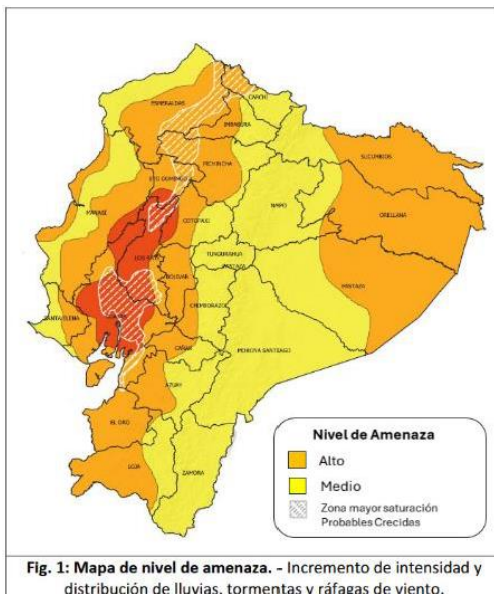 CARCHI
ESMERALDAS
IMBABURA
PICHINCHA
SUCUMBIOS
STO DOMINGO
ORELLANA
MANABI
COTOPAXI
NAPO
LOS RIOS
TUNGURAHUA
PASTAZA
BOLIVAR
PASTAZA
CHIMBORAZO
SANTA ELENA
MORONA SANTIAGO
CAÑAR
AZUAY
EL ORO
LOJA
ZAMORA
Nivel de Amenaza
Alto
Medio
Zona mayor saturación
Probables Crecidas
Fig. 1: Mapa de nivel de amenaza. - Incremento de intensidad y
distribución de lluvias, tormentas y ráfagas de viento.